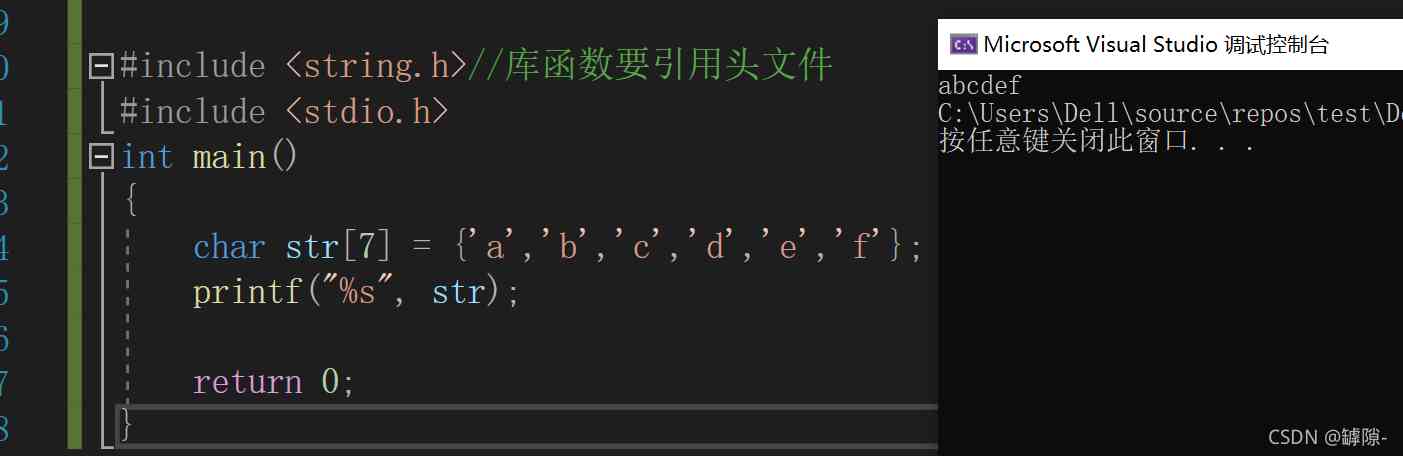 9
0
#include <string.h>//库函数要引用头文件
1
#include <stdio.h>
2
int main()
3
{
4
char str[7] = {'a','b','c','d','e','f'};
5
printf("%s", str);
6
7
return 0;
8
}
C:\
Microsoft Visual Studio 调试控制台
abcdef
C:\Users\Dell\source\repos\test\D
按任意键关闭此窗口. . .
CSDN @罅隙-